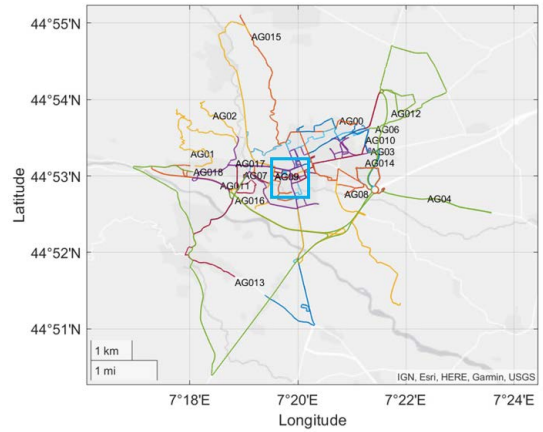 44°55'N
AG015
44°54'N
AG02
AG012
AG00
AG06
AG010
AG01
AG03
44°53'N
AG017
AG014
AG018
AG07
AG09
AG011
AG08
AG04
AG016
44°52'N
AG013
44°51'N
1 km
1 mi
IGN, Esri, HERE, Garmin, USGS
7°18'E
7°20'E
7°22'E
7°24'E
Longitude
Latitude